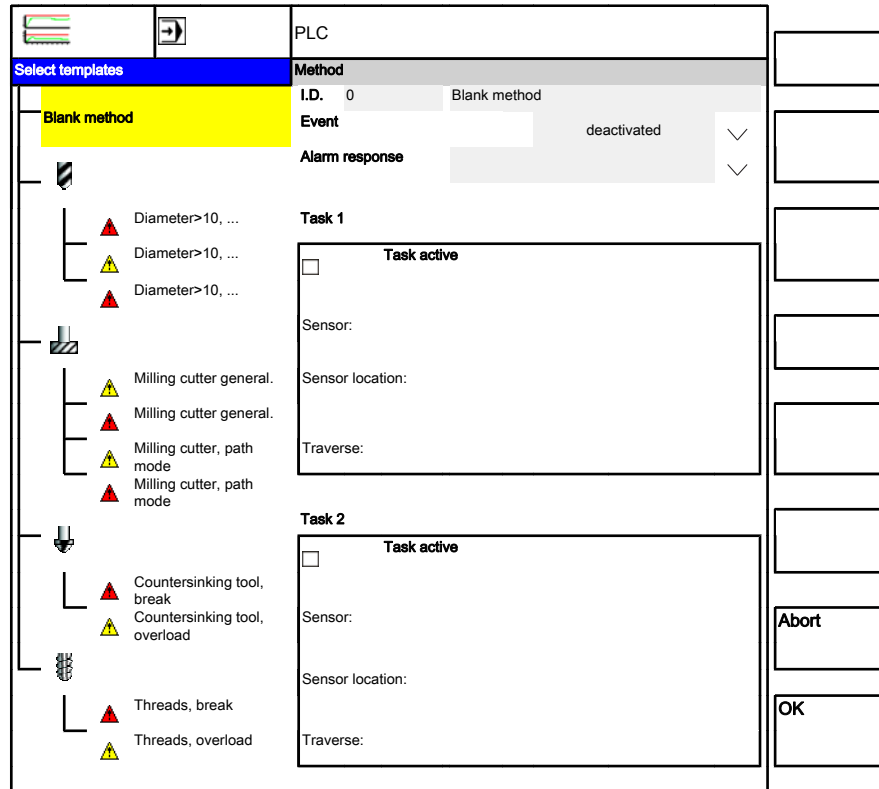 PLC
Select templates
Method
Blank method
I.D. 0 Blank method
Event
deactivated
Alarm response
Diameter>10, ...
Diameter>10, ...
Diameter>10, ...
Milling cutter general.
Milling cutter general.
Milling cutter, path
mode
Milling cutter, path
mode
Countersinking tool,
break
Countersinking tool,
overload
Threads, break
Threads, overload
Task 1
Task active
Sensor:
Sensor location:
Traverse:
Task 2
Task active
Sensor:
Sensor location:
Traverse:
Abort
OK